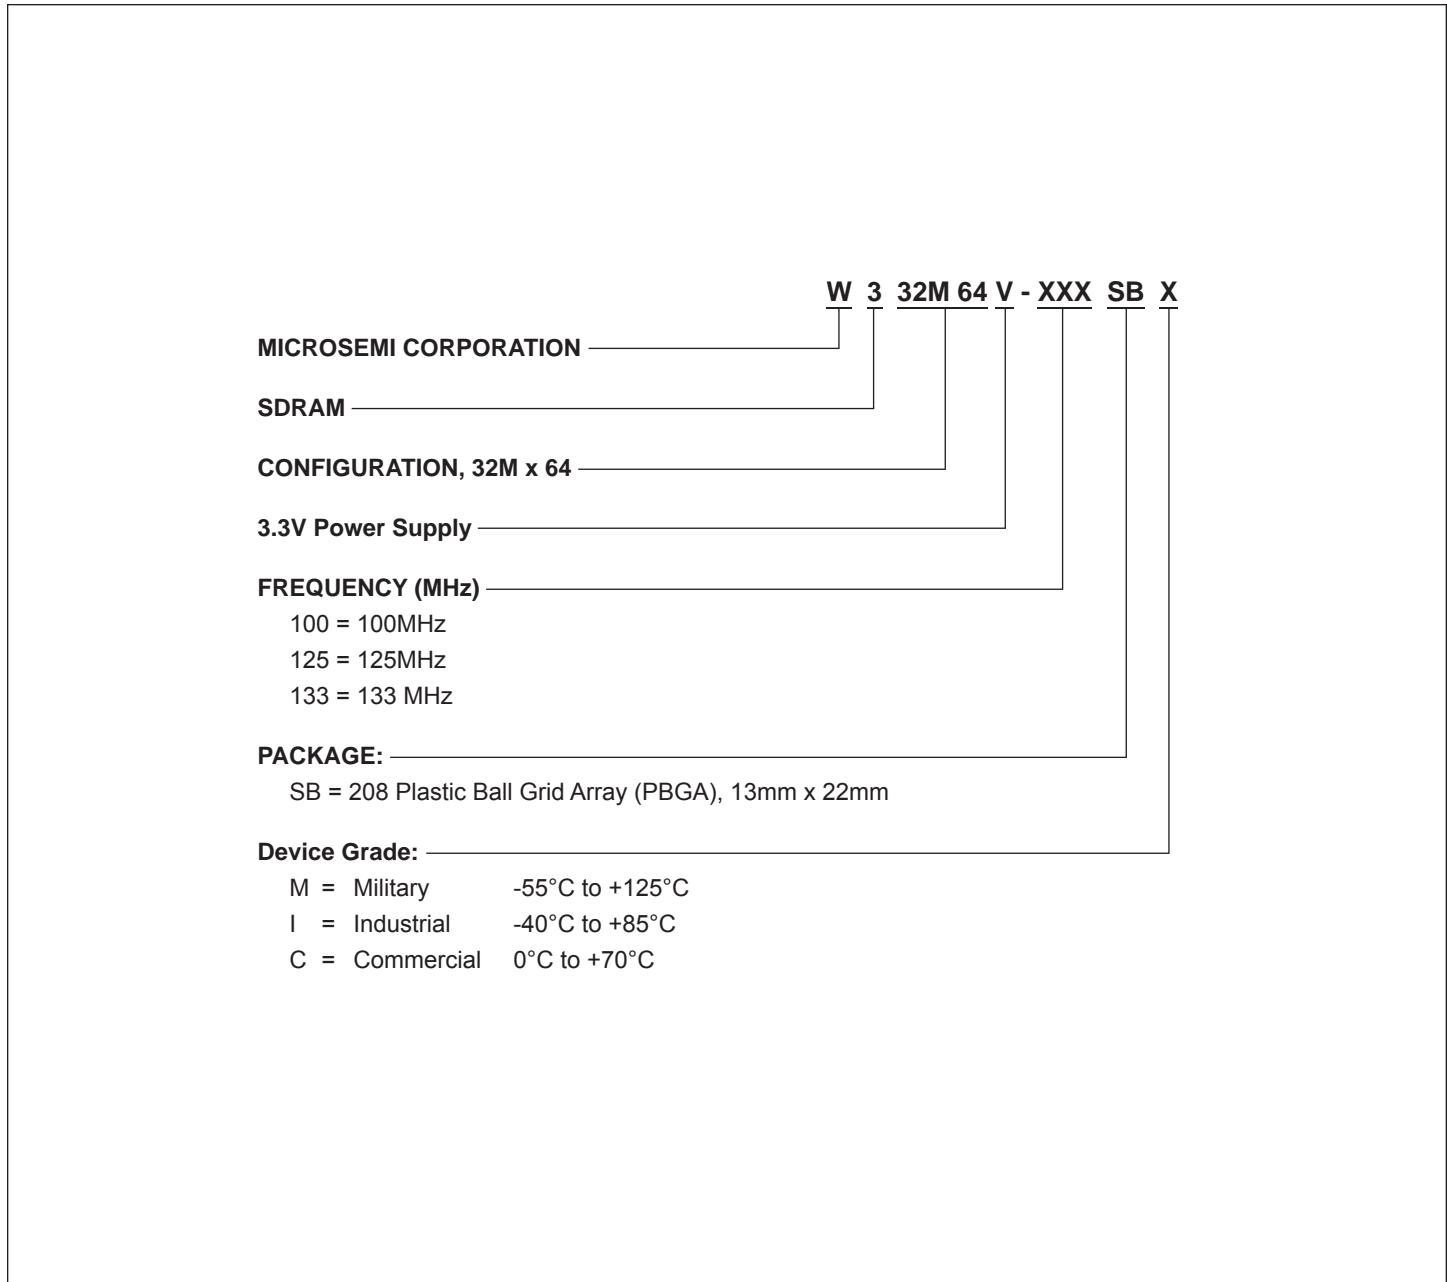 W 3 32M 64 V - XXX SB X
MICROSEMI CORPORATION
SDRAM
CONFIGURATION, 32M x 64
3.3V Power Supply
FREQUENCY (MHz)
100 = 100MHz
125 = 125MHz
133 = 133 MHz
PACKAGE:
SB = 208 Plastic Ball Grid Array (PBGA), 13mm x 22mm
Device Grade:
M = Military -55°C to +125°C
I = Industrial -40°C to +85°C
C = Commercial 0°C to +70°C